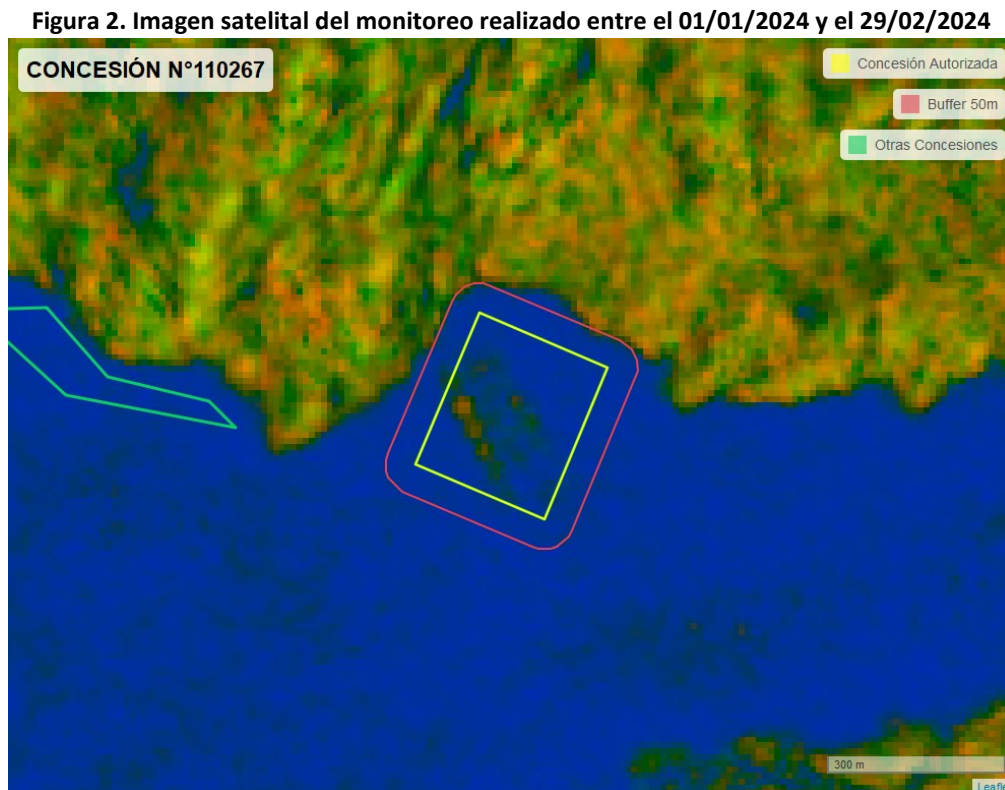 Figura 2. Imagen satelital del monitoreo realizado entre el 01/01/2024 y el 29/02/2024
CONCESIÓN N°110267
Concesión Autorizada
Buffer 50m
Otras Concesiones
300 m
Leafl